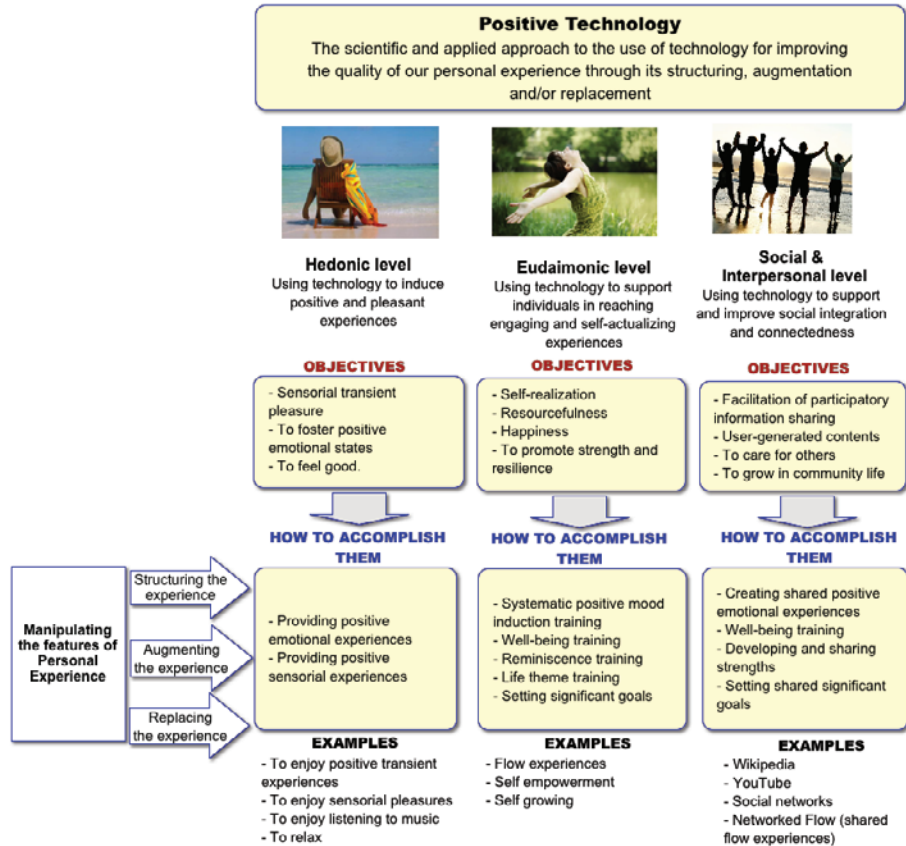 Positive Technology
The scientific and applied approach to the use of technology for improving
the quality of our personal experience through its structuring, augmentation
and/or replacement
Hedonic level
Using technology to induce
positive and pleasant
experiences
Eudaimonic level
Using technology to support
individuals in reaching
engaging and self-actualizing
experiences
Social &
Interpersonal level
Using technology to support
and improve social integration
and connectedness
OBJECTIVES
- Sensorial transient
pleasure
- To foster positive
emotional states
- To feel good.
OBJECTIVES
- Self-realization
- Resourcefulness
- Happiness
- To promote strength and
resilience
OBJECTIVES
- Facilitation of participatory
information sharing
- User-generated contents
- To care for others
- To grow in community life
HOW TO ACCOMPLISH
THEM
HOW TO ACCOMPLISH
THEM
HOW TO ACCOMPLISH
THEM
Manipulating
the features of
Personal
Experience
Structuring the
experience
Augmenting
the experience
Replacing
the experience
- Providing positive
emotional experiences
- Providing positive
sensorial experiences
- Systematic positive mood
induction training
- Well-being training
- Reminiscence training
- Life theme training
- Setting significant goals
- Creating shared positive
emotional experiences
- Well-being training
- Developing and sharing
strengths
- Setting shared significant
goals
EXAMPLES
- To enjoy positive transient
experiences
- To enjoy sensorial pleasures
- To enjoy listening to music
- To relax
EXAMPLES
- Flow experiences
- Self empowerment
- Self growing
EXAMPLES
- Wikipedia
- YouTube
- Social networks
- Networked Flow (shared
flow experiences)